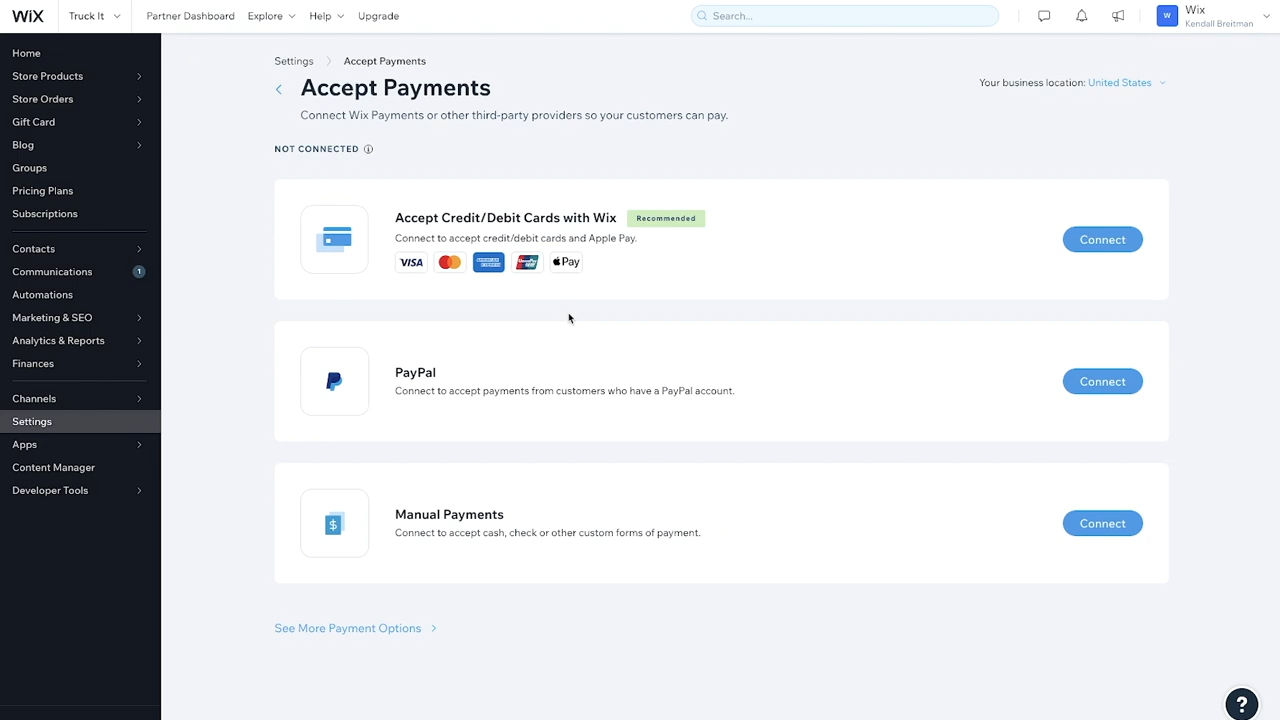 WiX
Truck It
Partner Dashboard
Explore
Help
Upgrade
Search...
W
Wix
Kendall Breitman
Home
Store Products
Store Orders
Gift Card
Blog
Groups
Pricing Plans
Subscriptions
Contacts
Communications 1
Automations
Marketing & SEO
Analytics & Reports
Finances
Channels
Settings
Apps
Content Manager
Developer Tools
Settings > Accept Payments
Accept Payments
Your business location: United States
Connect Wix Payments or other third-party providers so your customers can pay.
NOT CONNECTED
Accept Credit/Debit Cards with Wix Recommended
Connect to accept credit/debit cards and Apple Pay.
VISA
AMERICAN EXPRESS
UnionPay
Pay
Connect
PayPal
Connect to accept payments from customers who have a PayPal account.
Connect
Manual Payments
Connect to accept cash, check or other custom forms of payment.
Connect
$
See More Payment Options
?